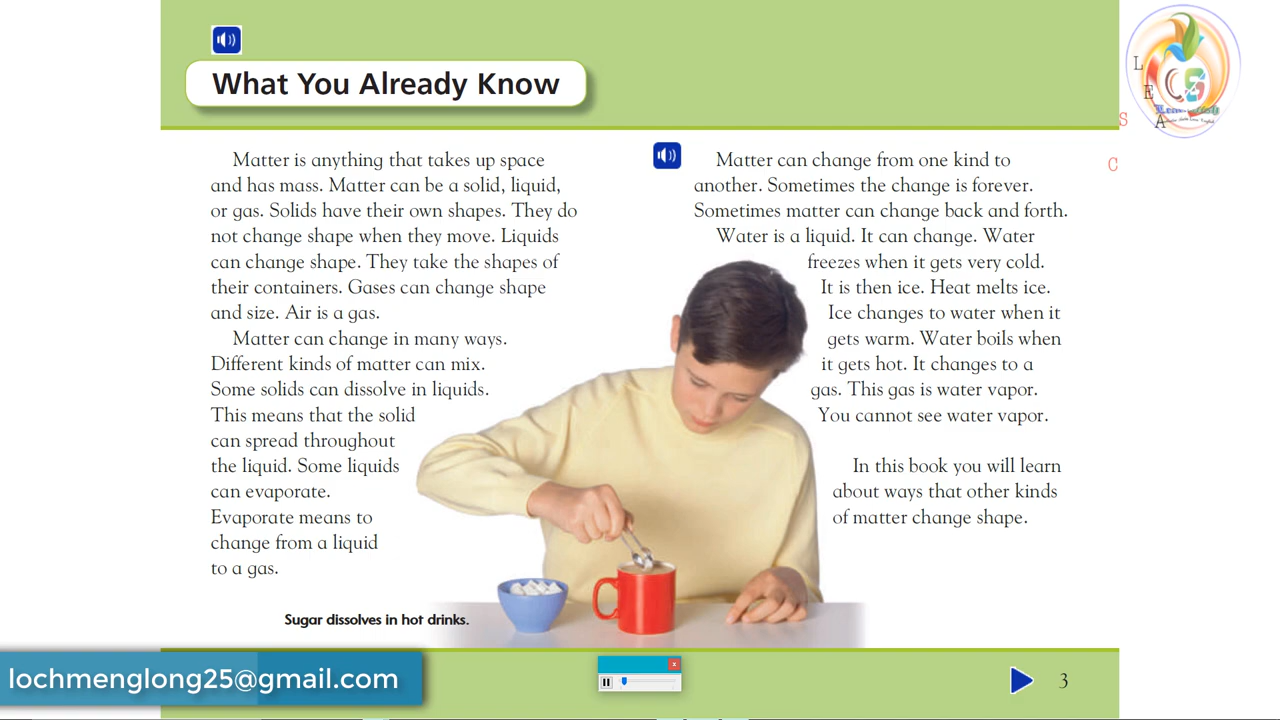 What You Already Know
Matter is anything that takes up space
and has mass. Matter can be a solid, liquid,
or gas. Solids have their own shapes. They do
not change shape when they move. Liquids
can change shape. They take the shapes of
their containers. Gases can change shape
and size. Air is a gas.
Matter can change in many ways.
Different kinds of matter can mix.
Some solids can dissolve in liquids.
This means that the solid
can spread throughout
the liquid. Some liquids
can evaporate.
Evaporate means to
change from a liquid
to a gas.
Sugar dissolves in hot drinks.
Matter can change from one kind to
another. Sometimes the change is forever.
Sometimes matter can change back and forth.
Water is a liquid. It can change. Water
freezes when it gets very cold.
It is then ice. Heat melts ice.
Ice changes to water when it
gets warm. Water boils when
it gets hot. It changes to a
gas. This gas is water vapor.
You cannot see water vapor.
In this book you will learn
about ways that other kinds
of matter change shape.
L
E
A
S
C
lochmenglong25@gmail.com
3